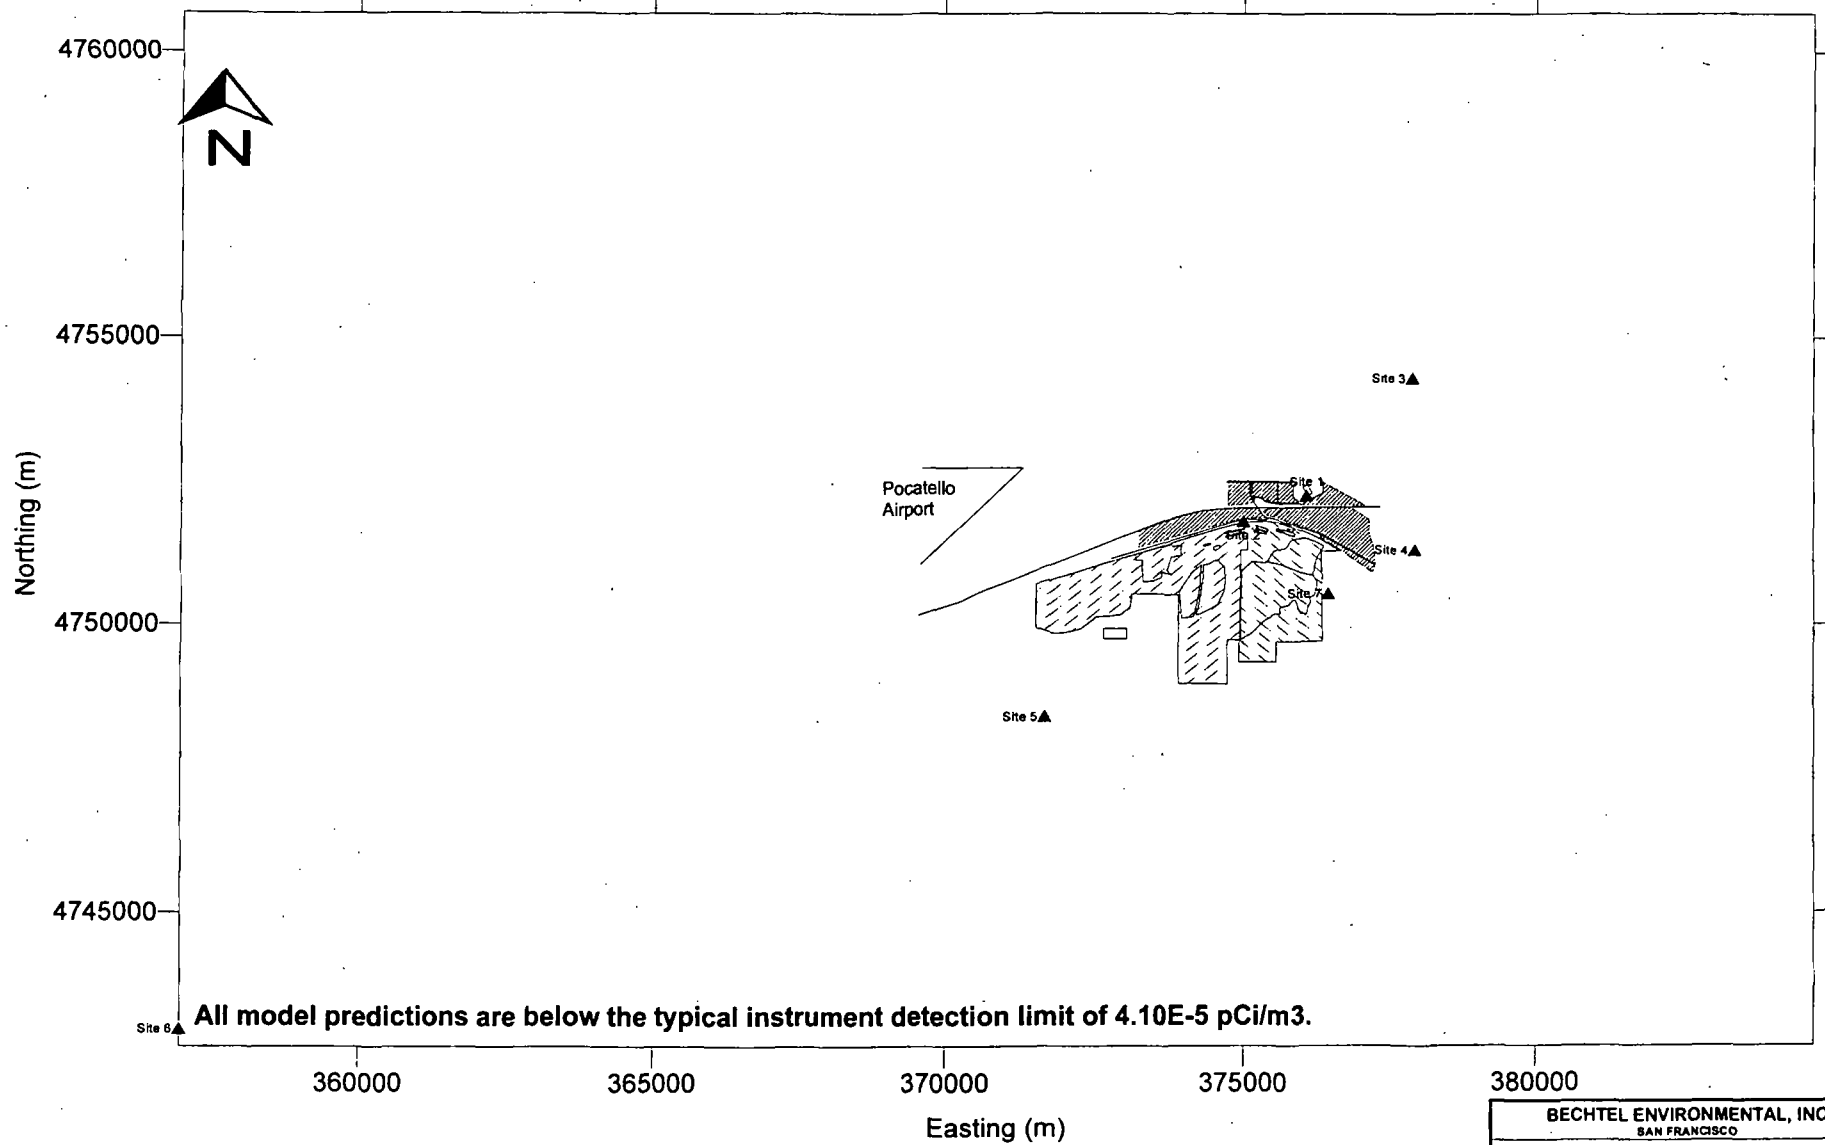 4760000
N
4755000
Site 3
Northing (m)
Pocatello
Airport
Site 1
Site 2
Site 4
4750000
Site 7
Site 5
4745000
Site 6
All model predictions are below the typical instrument detection limit of 4.10E-5 pCi/m3.
360000
365000
370000
375000
380000
Easting (m)
BECHTEL ENVIRONMENTAL, INC
SAN FRANCISCO